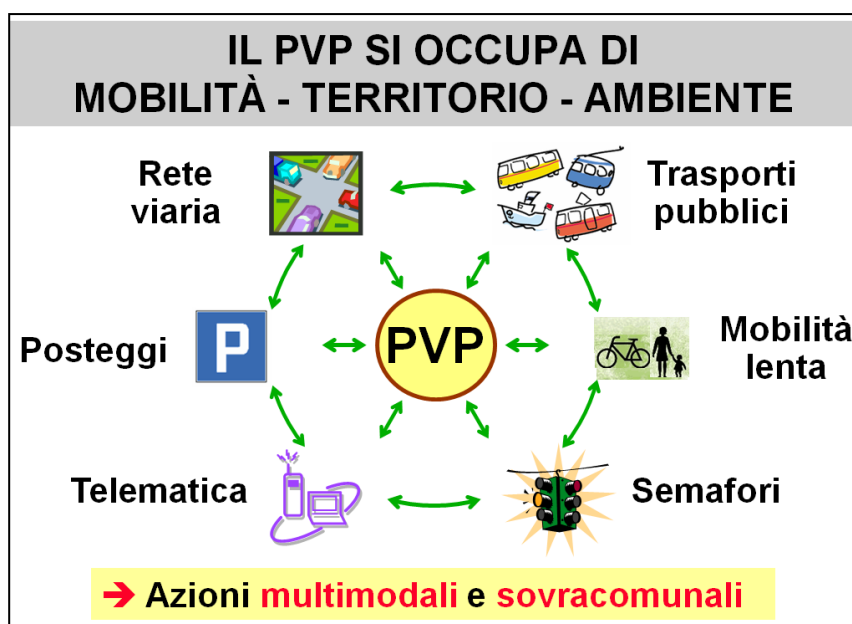 IL PVP SI OCCUPA DI
MOBILITÀ - TERRITORIO - AMBIENTE
Rete
viaria
Trasporti
pubblici
Posteggi
P
PVP
Mobilità
lenta
Telematica
Semafori
➔ Azioni multimodali e sovracomunali